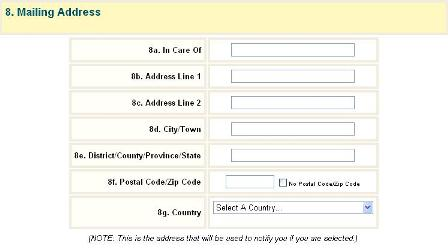 8. Mailing Address
8a. In Care Of
8b. Address Line 1
8c. Address Line 2
8d. City/Town
8e. District/County/Province/State
8f. Postal Code/Zip Code
No Postal Code/Zip Code
8g. Country
Select A Country...
(NOTE: This is the address that will be used to notify you if you are selected.)